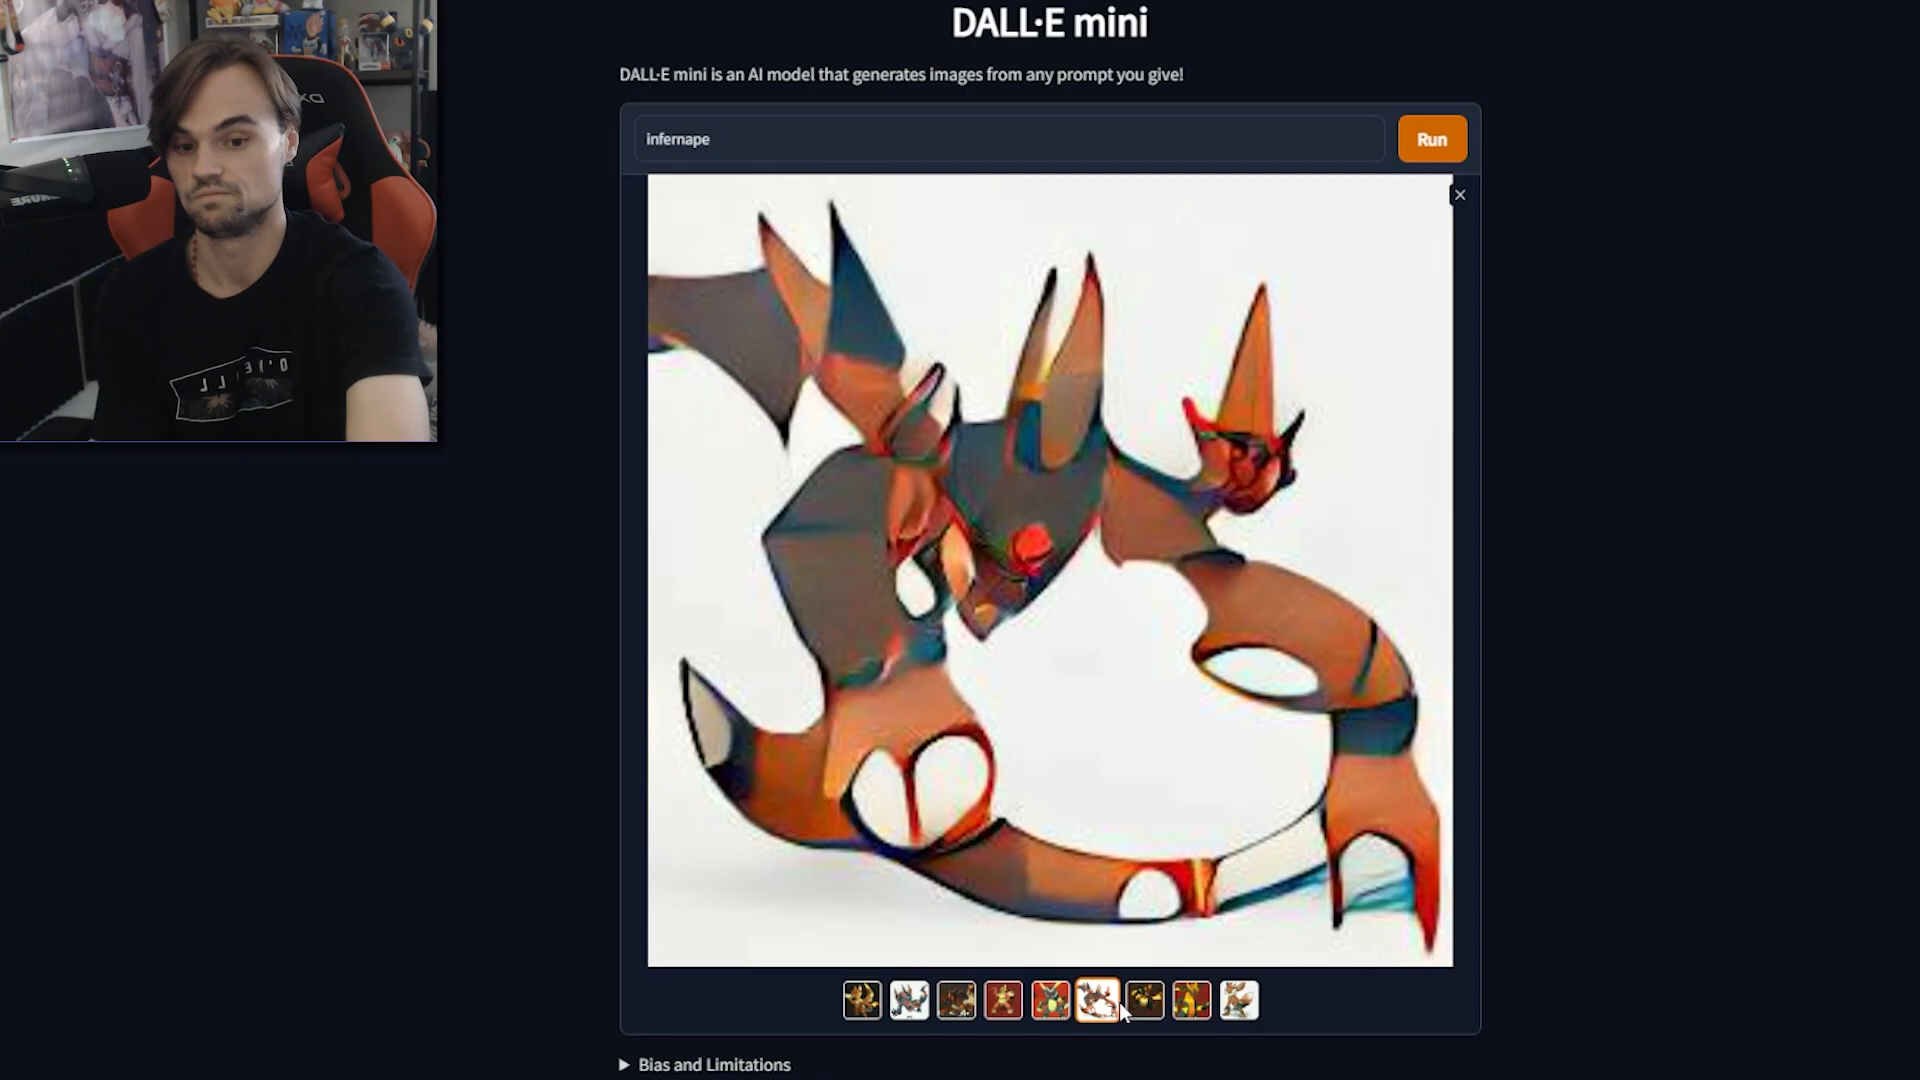 DALL·E mini
DALL·E mini is an AI model that generates images from any prompt you give!
infernape
Run
Bias and Limitations